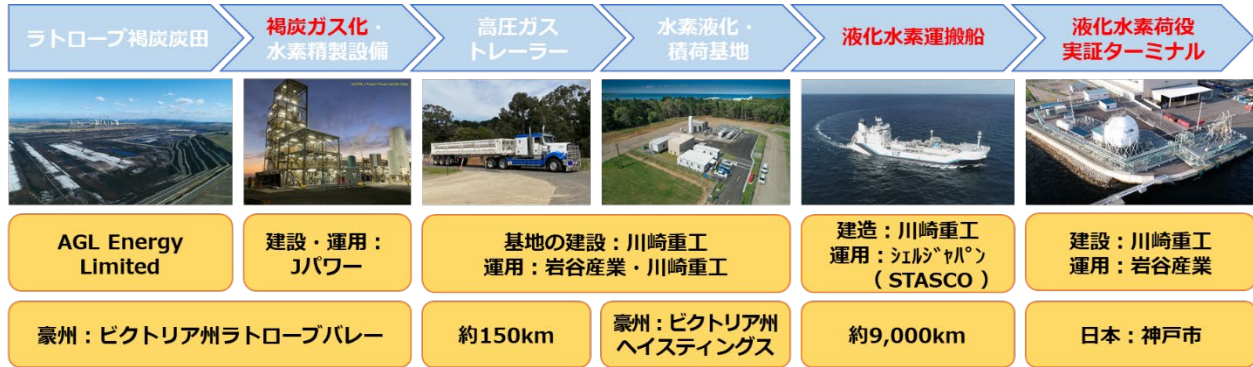 ラトローブ褐炭炭田
褐炭ガス化・
水素精製設備
高圧ガス
トレーラー
水素液化・
積荷基地
液化水素運搬船
液化水素荷役
実証ターミナル
AGL Energy
Limited
建設・運用：
Jパワー
基地の建設：川崎重工
運用：岩谷産業・川崎重工
建造：川崎重工
運用：ｼｪﾙｼﾞｬﾊﾟﾝ
（ STASCO ）
建設：川崎重工
運用：岩谷産業
豪州：ビクトリア州ラトローブバレー
約150km
豪州：ビクトリア州
ヘイスティングス
約9,000km
日本：神戸市